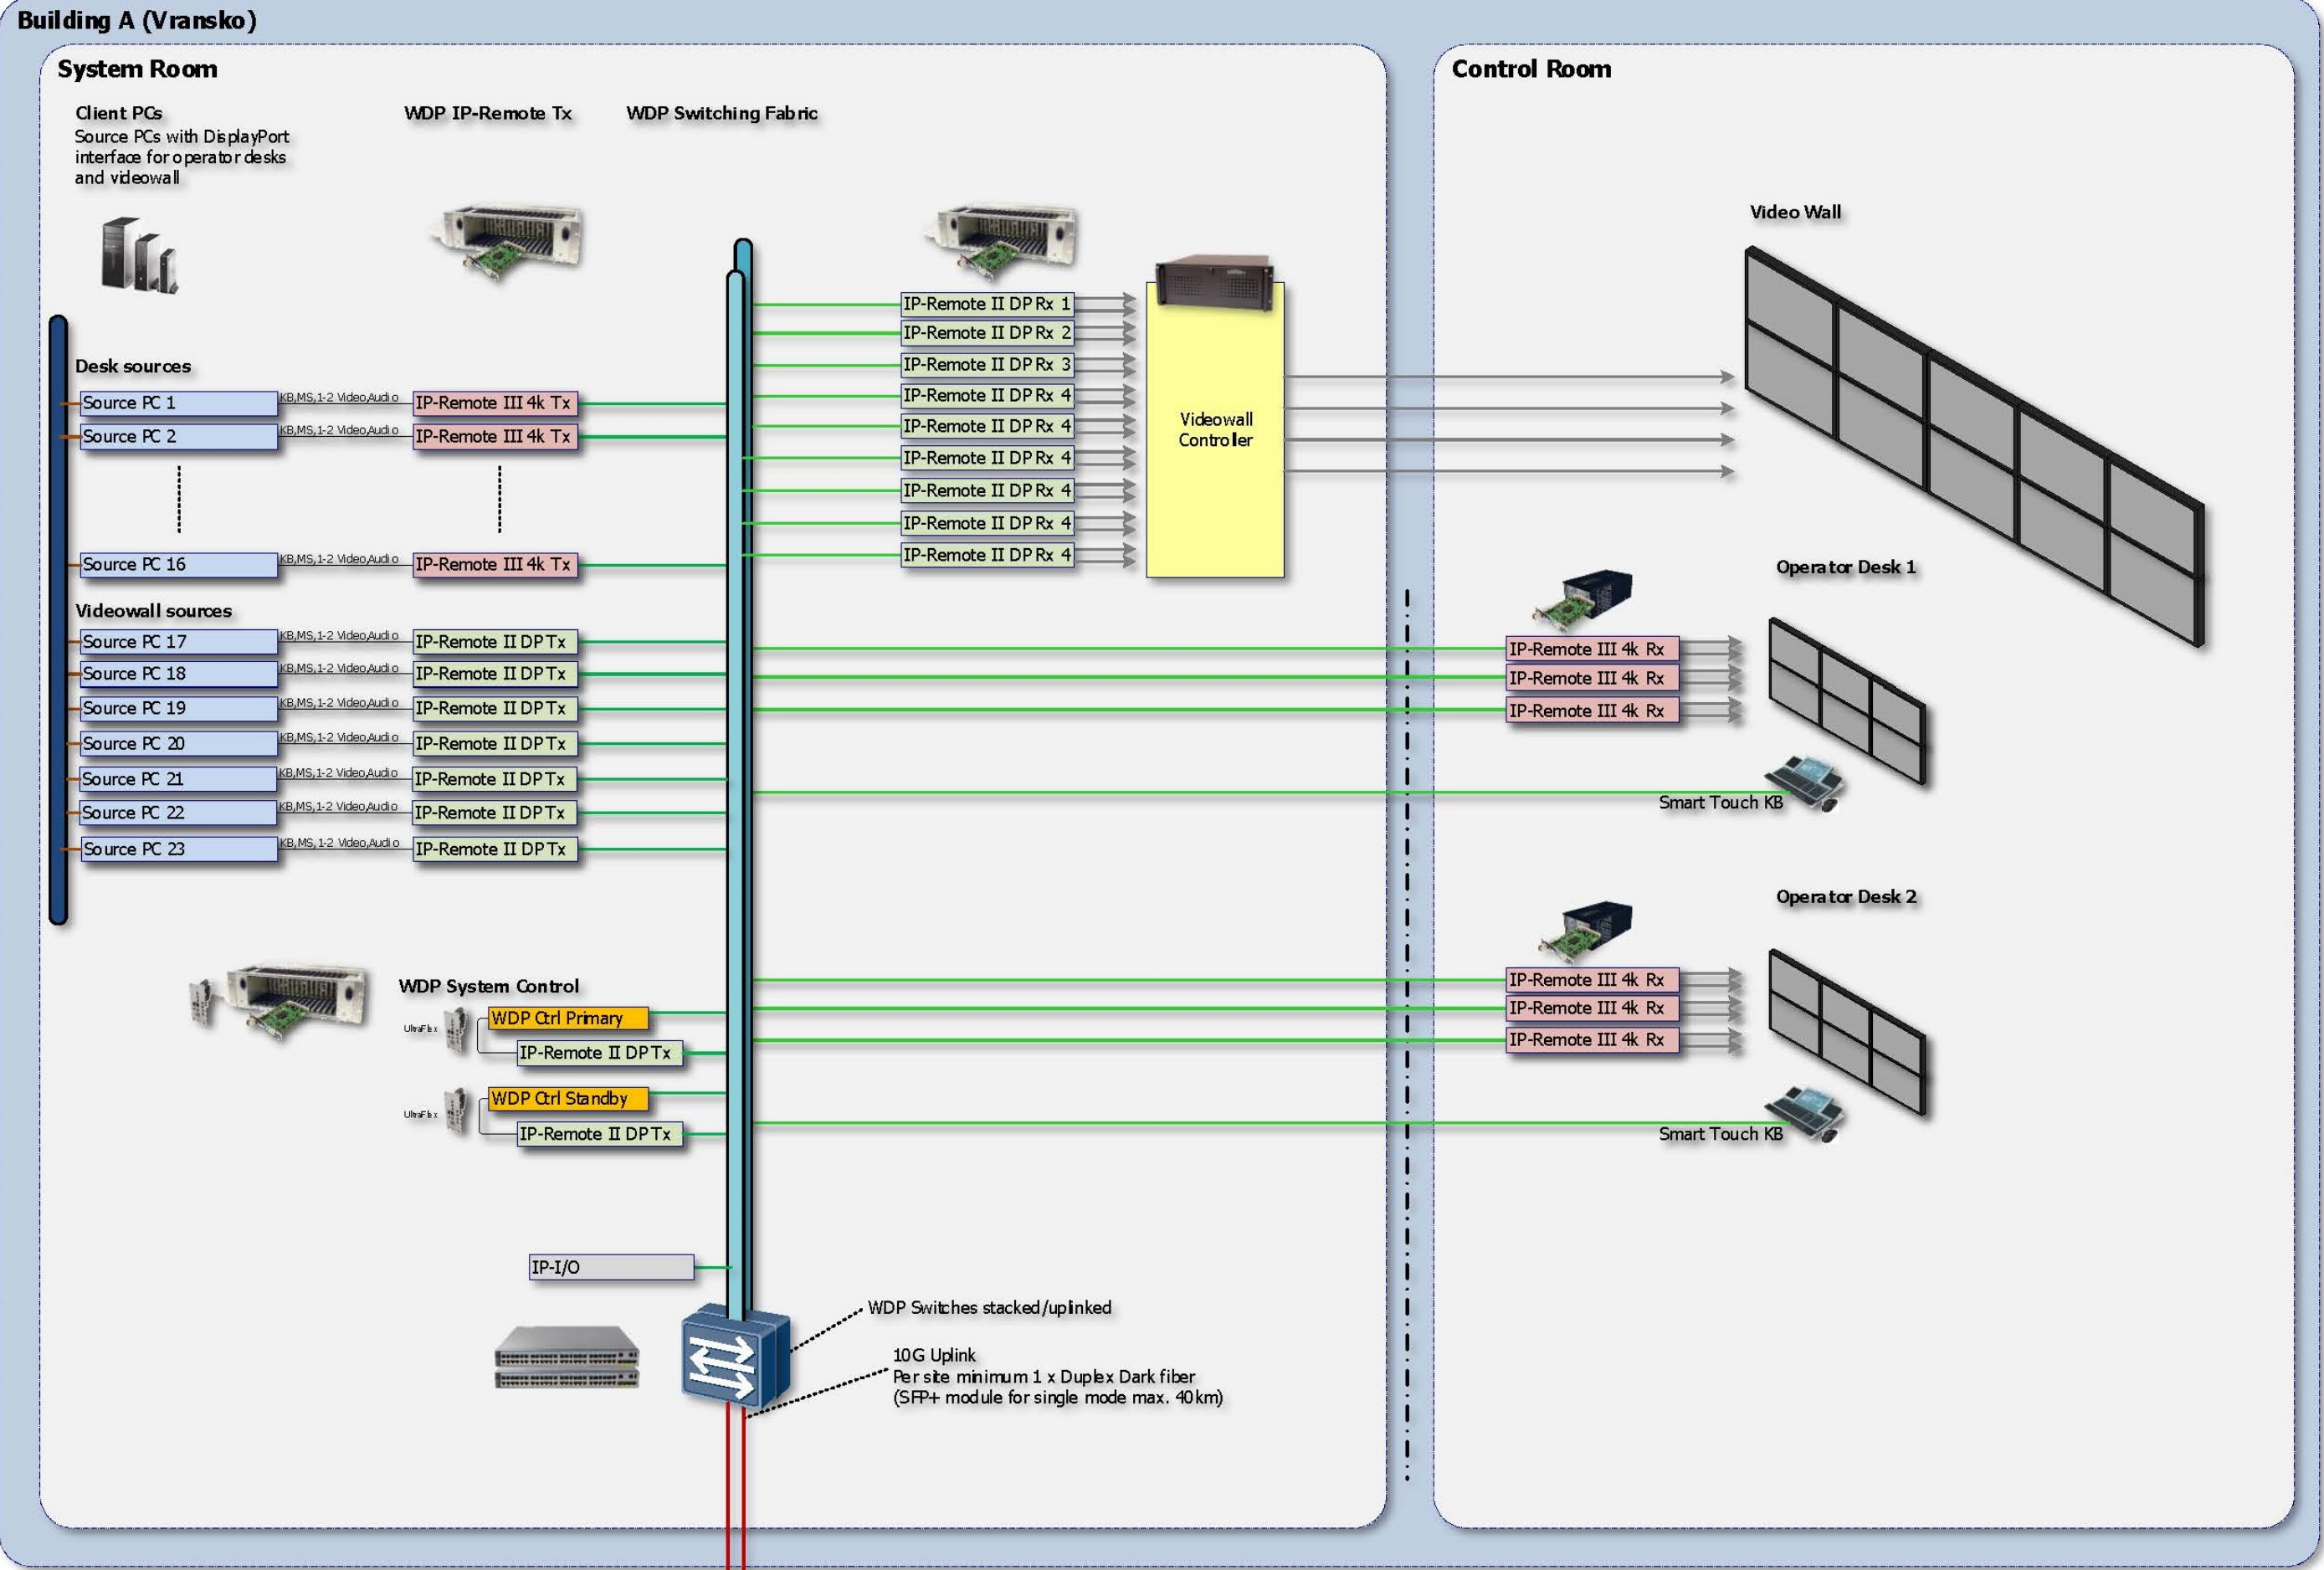 Building A (Vransko)
System Room
Control Room
Client PCs
Source PCs with DisplayPort
interface for operator desks
and videowall
WDP IP-Remote Tx
WDP Switching Fabric
Video Wall
IP-Remote II DP Rx 1
IP-Remote II DP Rx 2
IP-Remote II DP Rx 3
IP-Remote II DP Rx 4
IP-Remote II DP Rx 4
IP-Remote II DP Rx 4
IP-Remote II DP Rx 4
IP-Remote II DP Rx 4
IP-Remote II DP Rx 4
Videowall
Controller
Desk sources
Source PC 1
KB,MS,1-2 Video,Audio
IP-Remote III 4k Tx
Source PC 2
KB,MS,1-2 Video,Audio
IP-Remote III 4k Tx
Source PC 16
KB,MS,1-2 Video,Audio
IP-Remote III 4k Tx
Videowall sources
Source PC 17
KB,MS,1-2 Video,Audio
IP-Remote II DP Tx
Source PC 18
KB,MS,1-2 Video,Audio
IP-Remote II DP Tx
Source PC 19
KB,MS,1-2 Video,Audio
IP-Remote II DP Tx
Source PC 20
KB,MS,1-2 Video,Audio
IP-Remote II DP Tx
Source PC 21
KB,MS,1-2 Video,Audio
IP-Remote II DP Tx
Source PC 22
KB,MS,1-2 Video,Audio
IP-Remote II DP Tx
Source PC 23
KB,MS,1-2 Video,Audio
IP-Remote II DP Tx
Operator Desk 1
IP-Remote III 4k Rx
IP-Remote III 4k Rx
IP-Remote III 4k Rx
Smart Touch KB
Operator Desk 2
IP-Remote III 4k Rx
IP-Remote III 4k Rx
IP-Remote III 4k Rx
Smart Touch KB
WDP System Control
UltraFlex
WDP Ctrl Primary
IP-Remote II DP Tx
UltraFlex
WDP Ctrl Standby
IP-Remote II DP Tx
IP-I/O
WDP Switches stacked/uplinked
10G Uplink
Per site minimum 1 x Duplex Dark fiber
(SFP+ module for single mode max. 40km)